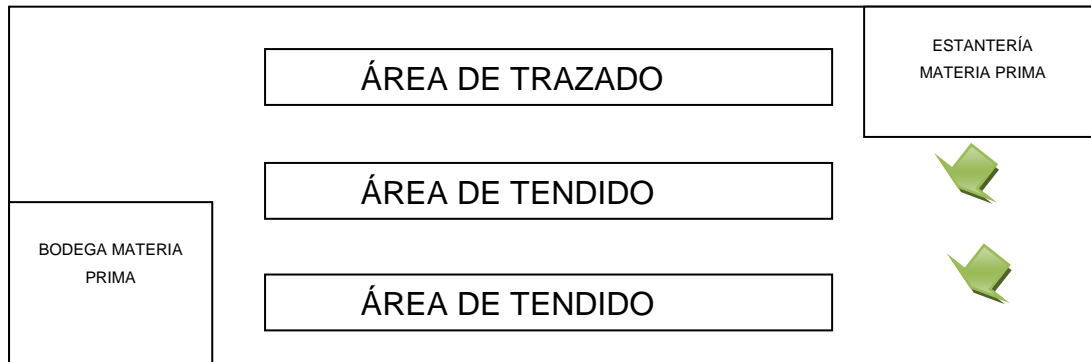 ESTANTERÍA
MATERIA PRIMA
ÁREA DE TRAZADO
ÁREA DE TENDIDO
BODEGA MATERIA
PRIMA
ÁREA DE TENDIDO